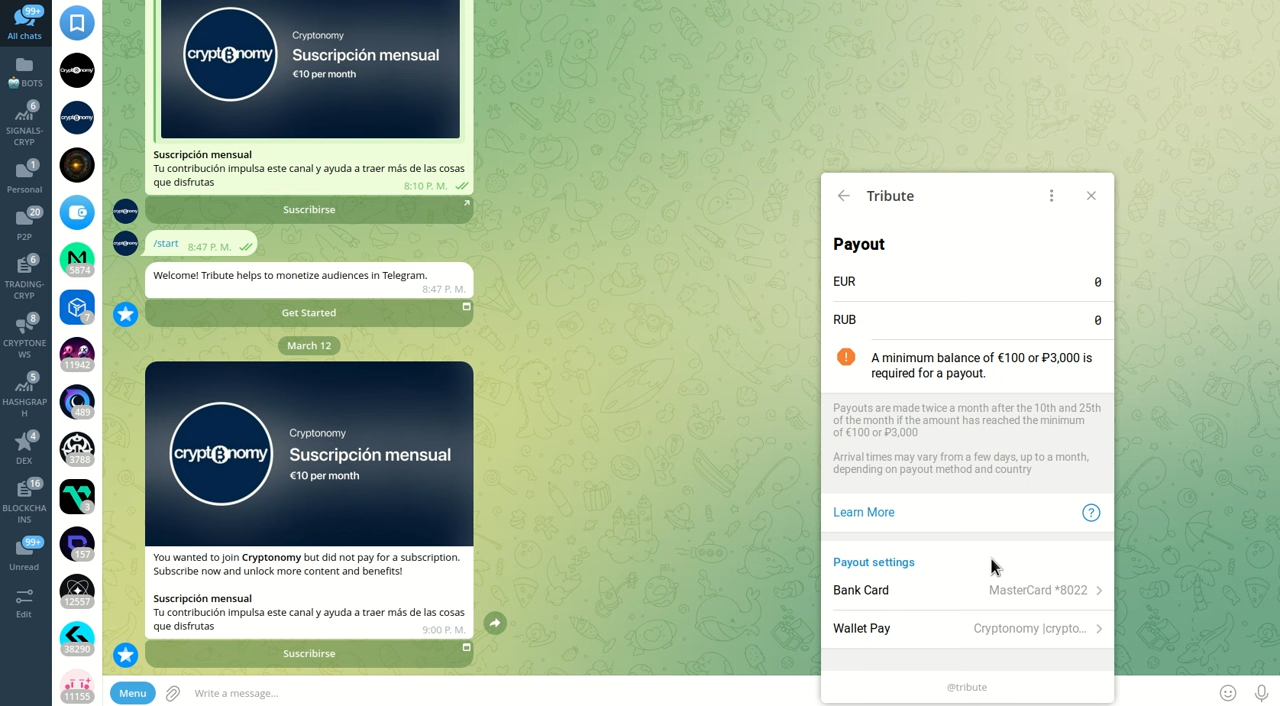 99+
All chats
BOTS
6
SIGNALS-
CRYP
1
Personal
20
P2P
6
TRADING-
CRYP
8
CRYPTONE
WS
5
HASHGRAP
H
4
DEX
16
BLOCKCHA
INS
99+
Unread
Edit
cryptonomy
cryptonomy
5874
7
11942
489
3788
3
157
12557
38290
11155
cryptonomy
Cryptonomy
Suscripción mensual
€10 per month
Suscripción mensual
Tu contribución impulsa este canal y ayuda a traer más de las cosas
que disfrutas
8:10 P. M.
Suscribirse
/start 8:47 P. M.
Welcome! Tribute helps to monetize audiences in Telegram.
8:47 P. M.
Get Started
March 12
cryptonomy
Cryptonomy
Suscripción mensual
€10 per month
You wanted to join Cryptonomy but did not pay for a subscription.
Subscribe now and unlock more content and benefits!
Suscripción mensual
Tu contribución impulsa este canal y ayuda a traer más de las cosas
que disfrutas
9:00 P. M.
Suscribirse
Menu
Write a message...
Tribute
Payout
EUR 0
RUB 0
A minimum balance of €100 or ₽3,000 is
required for a payout.
Payouts are made twice a month after the 10th and 25th
of the month if the amount has reached the minimum
of €100 or ₽3,000
Arrival times may vary from a few days, up to a month,
depending on payout method and country
Learn More
Payout settings
Bank Card MasterCard *8022
Wallet Pay Cryptonomy |crypto...
@tribute